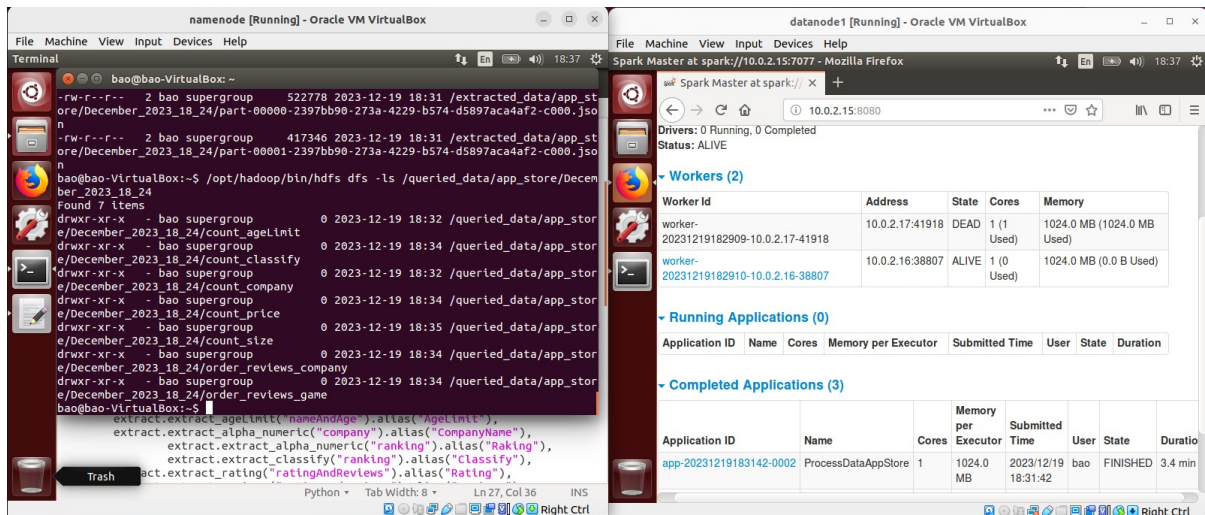 namenode [Running] - Oracle VM VirtualBox
File Machine View Input Devices Help
Terminal
En
18:37
bao@bao-VirtualBox: ~
-rw-r--r-- 2 bao supergroup 522778 2023-12-19 18:31 /extracted_data/app_st
ore/December_2023_18_24/part-00000-2397bb90-273a-4229-b574-d5897aca4af2-c000.jso
n
-rw-r--r-- 2 bao supergroup 417346 2023-12-19 18:31 /extracted_data/app_st
ore/December_2023_18_24/part-00001-2397bb90-273a-4229-b574-d5897aca4af2-c000.jso
n
bao@bao-VirtualBox:~$ /opt/hadoop/bin/hdfs dfs -ls /queried_data/app_store/Decem
ber_2023_18_24
Found 7 items
drwxr-xr-x - bao supergroup 0 2023-12-19 18:32 /queried_data/app_stor
e/December_2023_18_24/count_ageLimit
drwxr-xr-x - bao supergroup 0 2023-12-19 18:34 /queried_data/app_stor
e/December_2023_18_24/count_classify
drwxr-xr-x - bao supergroup 0 2023-12-19 18:32 /queried_data/app_stor
e/December_2023_18_24/count_company
drwxr-xr-x - bao supergroup 0 2023-12-19 18:34 /queried_data/app_stor
e/December_2023_18_24/count_price
drwxr-xr-x - bao supergroup 0 2023-12-19 18:35 /queried_data/app_stor
e/December_2023_18_24/count_size
drwxr-xr-x - bao supergroup 0 2023-12-19 18:34 /queried_data/app_stor
e/December_2023_18_24/order_reviews_company
drwxr-xr-x - bao supergroup 0 2023-12-19 18:34 /queried_data/app_stor
e/December_2023_18_24/order_reviews_game
bao@bao-VirtualBox:~$
extract.extract_ageLimit("nameAndAge").alias("AgeLimit"),
extract.extract_alpha_numeric("company").alias("CompanyName"),
extract.extract_alpha_numeric("ranking").alias("Raking"),
extract.extract_classify("ranking").alias("Classify"),
act.extract_rating("ratingAndReviews").alias("Rating"),
Trash
Python Tab Width: 8 Ln 27, Col 36 INS
Right Ctrl
datanode1 [Running] - Oracle VM VirtualBox
File Machine View Input Devices Help
Spark Master at spark://10.0.2.15:7077 - Mozilla Firefox
En
18:37
Spark Master at spark://
10.0.2.15:8080
Drivers: 0 Running, 0 Completed
Status: ALIVE
Workers (2)
Worker Id Address State Cores Memory
worker-20231219182909-10.0.2.17-41918 10.0.2.17:41918 DEAD 1 (1 Used) 1024.0 MB (1024.0 MB Used)
worker-20231219182910-10.0.2.16-38807 10.0.2.16:38807 ALIVE 1 (0 Used) 1024.0 MB (0.0 B Used)
Running Applications (0)
Application ID Name Cores Memory per Executor Submitted Time User State Duration
Completed Applications (3)
Application ID Name Cores Memory per Executor Submitted Time User State Duratio
app-20231219183142-0002 ProcessDataAppStore 1 1024.0 MB 2023/12/19 18:31:42 bao FINISHED 3.4 min
Right Ctrl